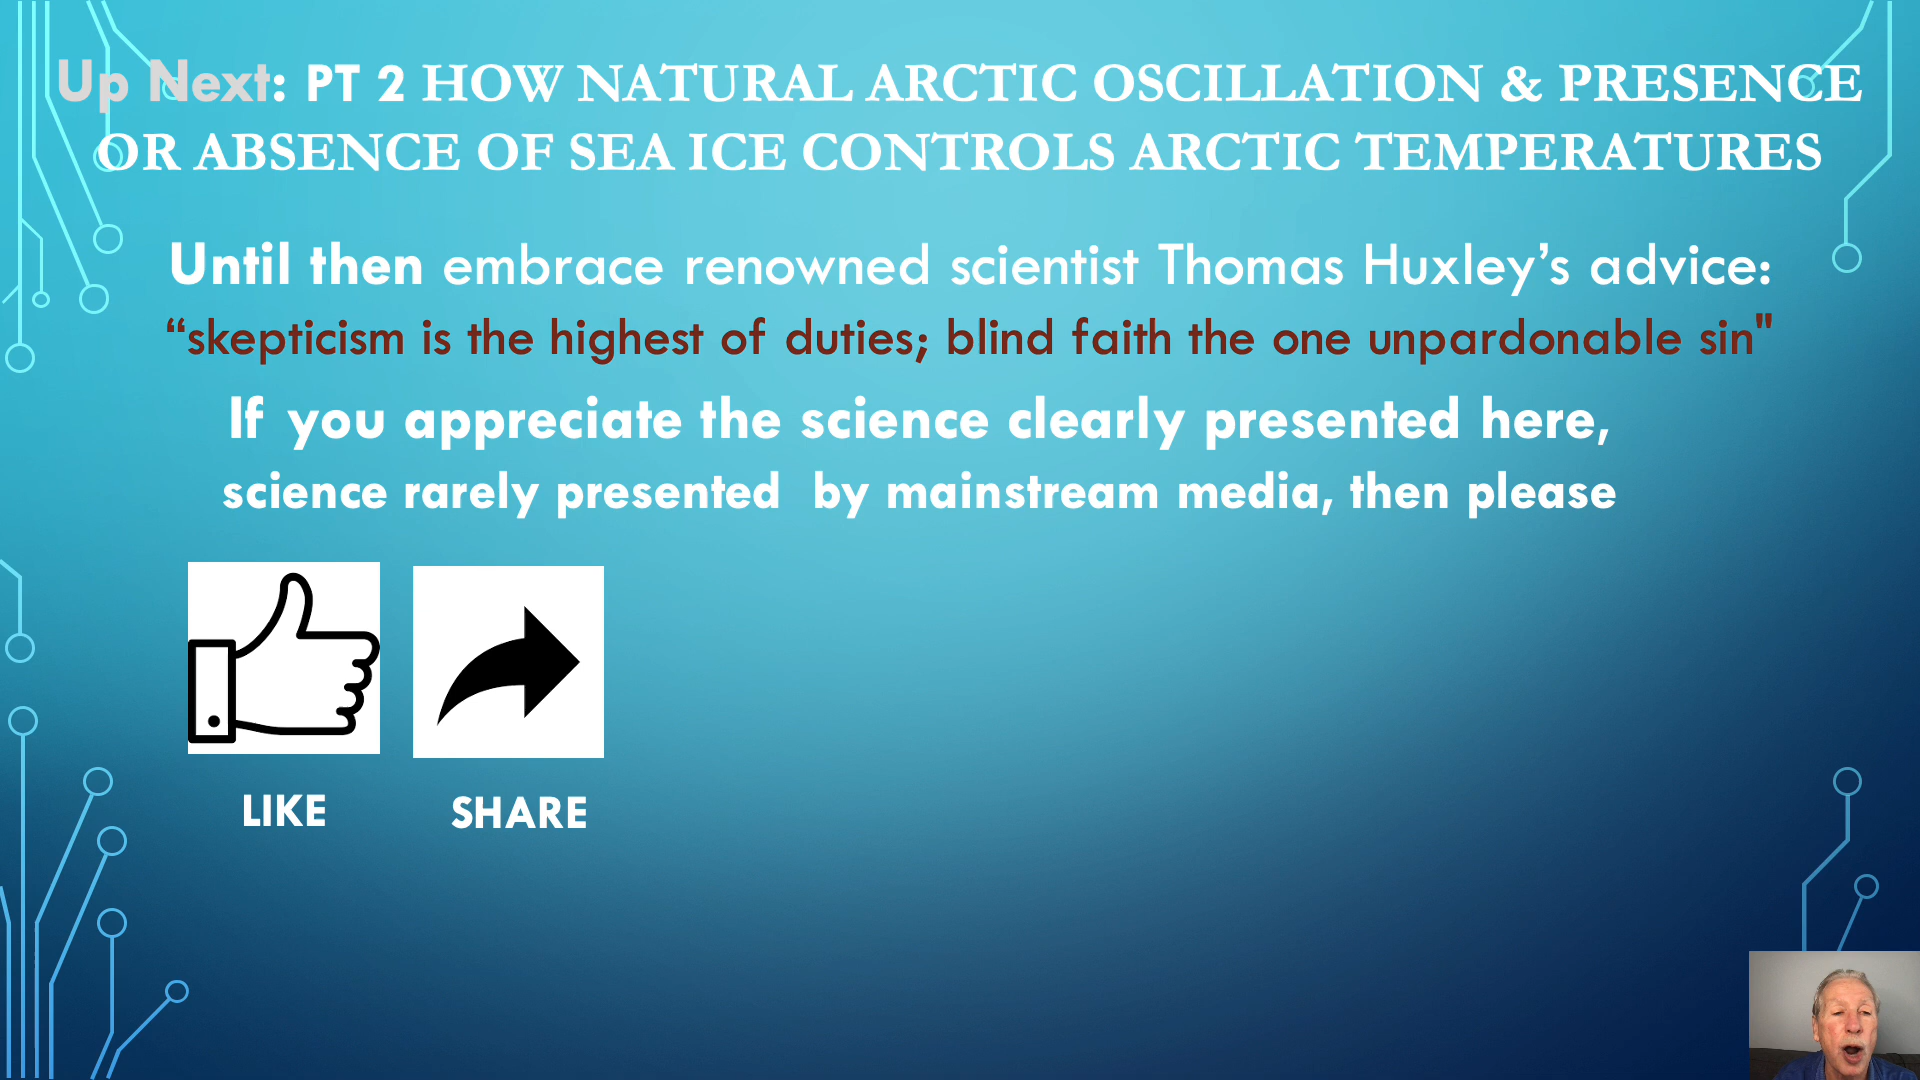 Up Next: PT 2 HOW NATURAL ARCTIC OSCILLATION & PRESENCE
OR ABSENCE OF SEA ICE CONTROLS ARCTIC TEMPERATURES
Until then embrace renowned scientist Thomas Huxley’s advice:
“skepticism is the highest of duties; blind faith the one unpardonable sin"
If you appreciate the science clearly presented here,
science rarely presented by mainstream media, then please
LIKE
SHARE